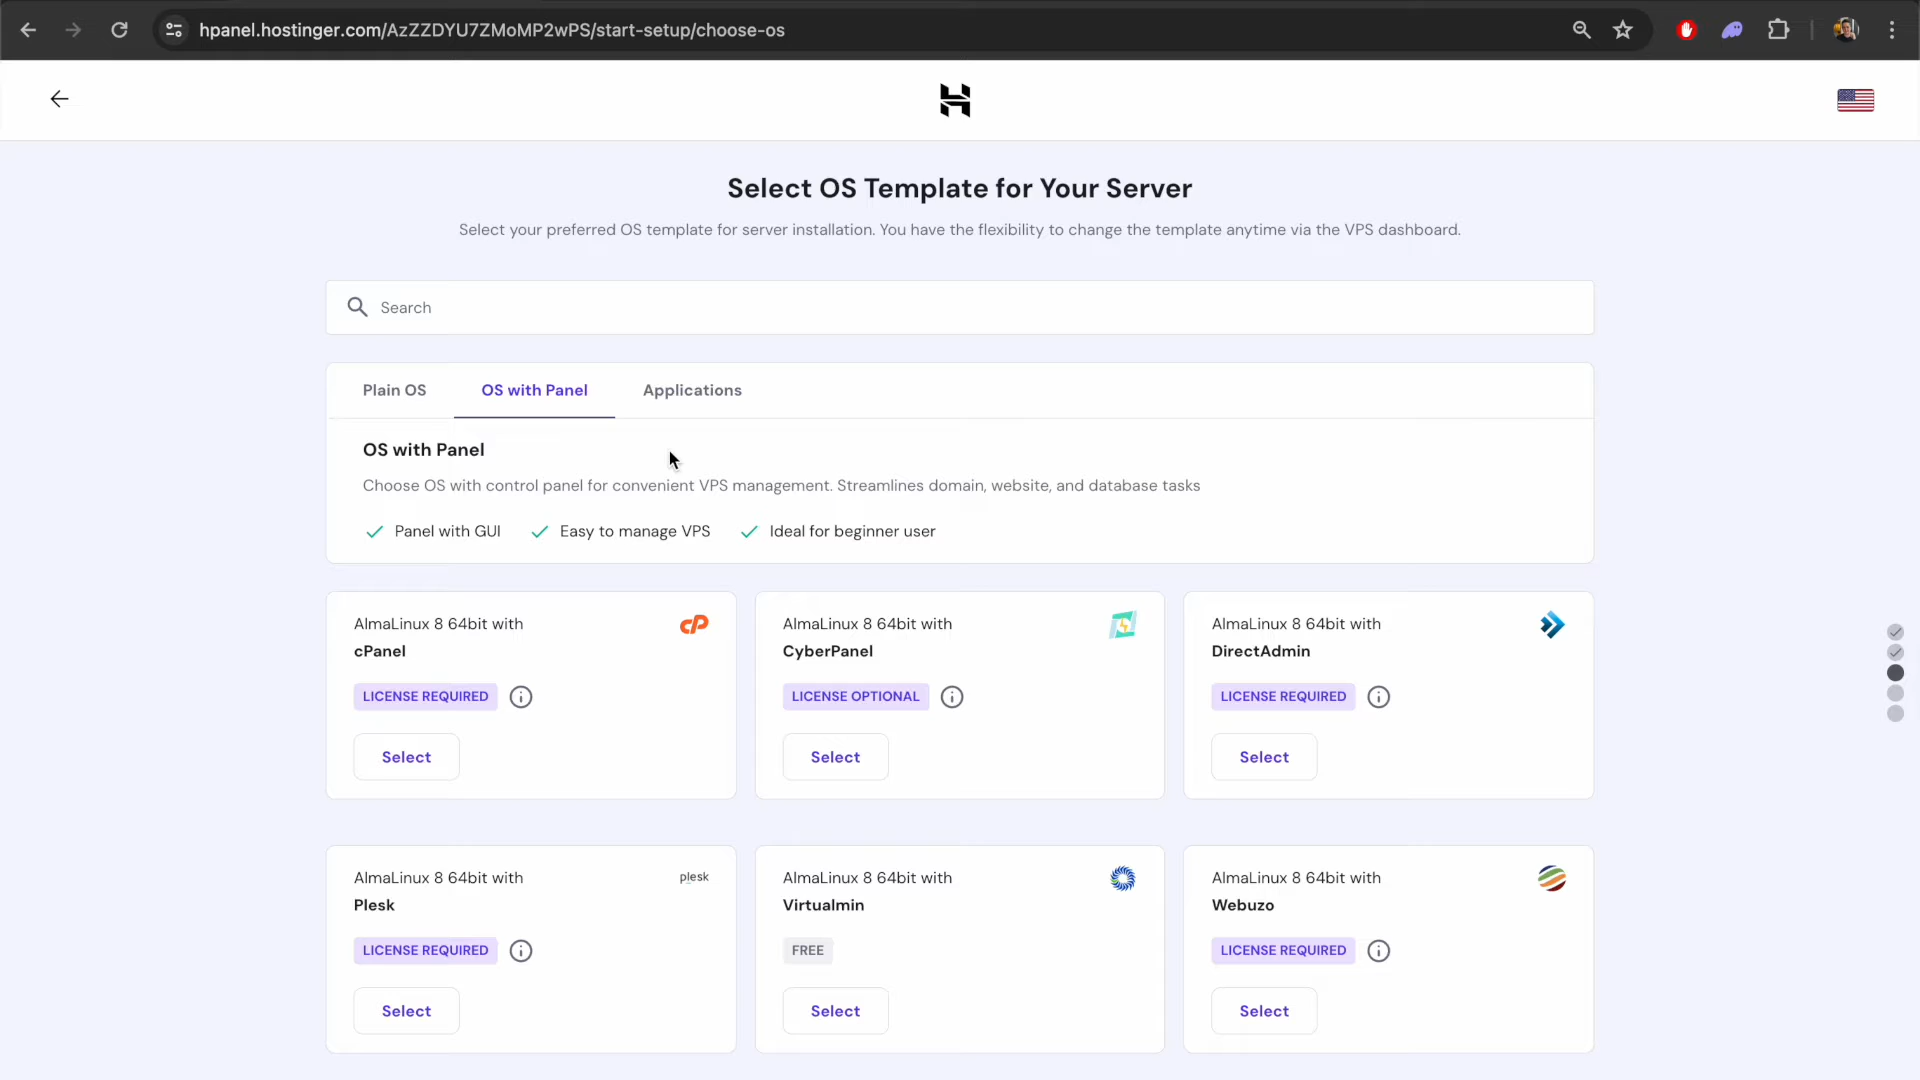 hpanel.hostinger.com/AzZZDYU7ZMoMP2wPS/start-setup/choose-os
Select OS Template for Your Server
Select your preferred OS template for server installation. You have the flexibility to change the template anytime via the VPS dashboard.
Search
Plain OS
OS with Panel
Applications
OS with Panel
Choose OS with control panel for convenient VPS management. Streamlines domain, website, and database tasks
Panel with GUI
Easy to manage VPS
Ideal for beginner user
AlmaLinux 8 64bit with
cPanel
cP
LICENSE REQUIRED
Select
AlmaLinux 8 64bit with
CyberPanel
LICENSE OPTIONAL
Select
AlmaLinux 8 64bit with
DirectAdmin
LICENSE REQUIRED
Select
AlmaLinux 8 64bit with
Plesk
plesk
LICENSE REQUIRED
Select
AlmaLinux 8 64bit with
Virtualmin
FREE
Select
AlmaLinux 8 64bit with
Webuzo
LICENSE REQUIRED
Select